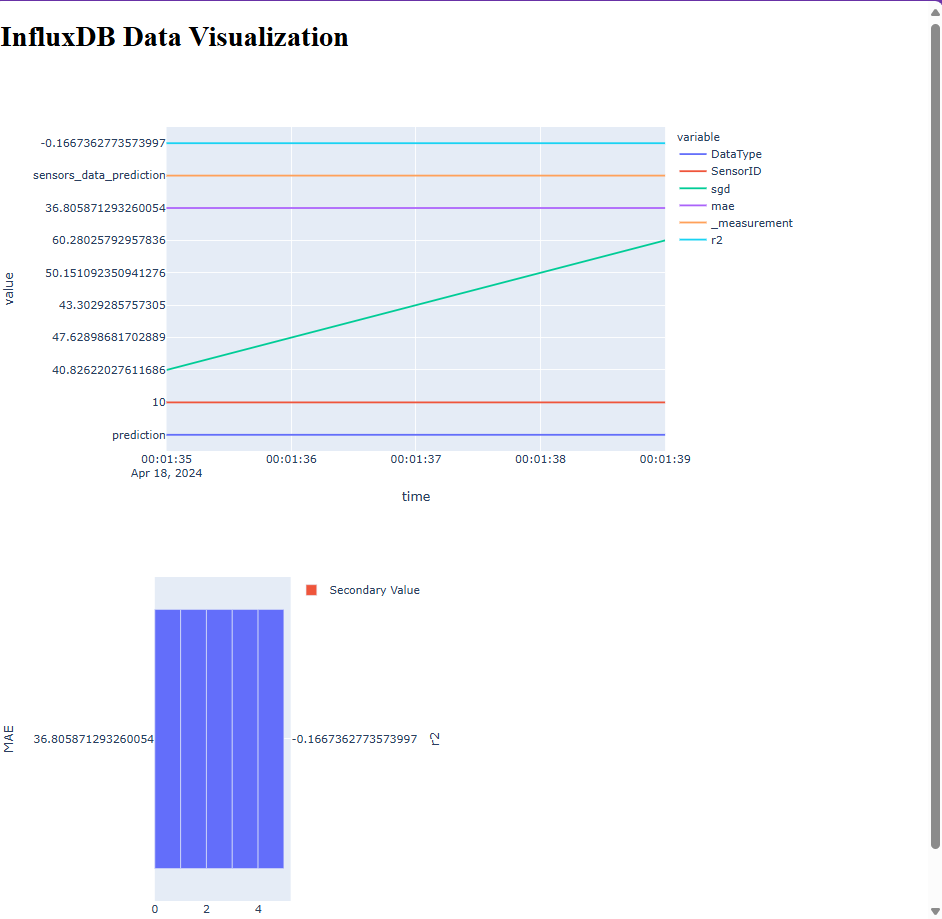 InfluxDB Data Visualization
variable
DataType
SensorID
sgd
mae
_measurement
r2
value
-0.1667362773573997
sensors_data_prediction
36.805871293260054
60.28025792957836
50.151092350941276
43.3029285757305
47.62898681702889
40.82622027611686
10
prediction
00:01:35 00:01:36 00:01:37 00:01:38 00:01:39
Apr 18, 2024
time
Secondary Value
MAE
36.805871293260054
-0.1667362773573997
r2
0 2 4